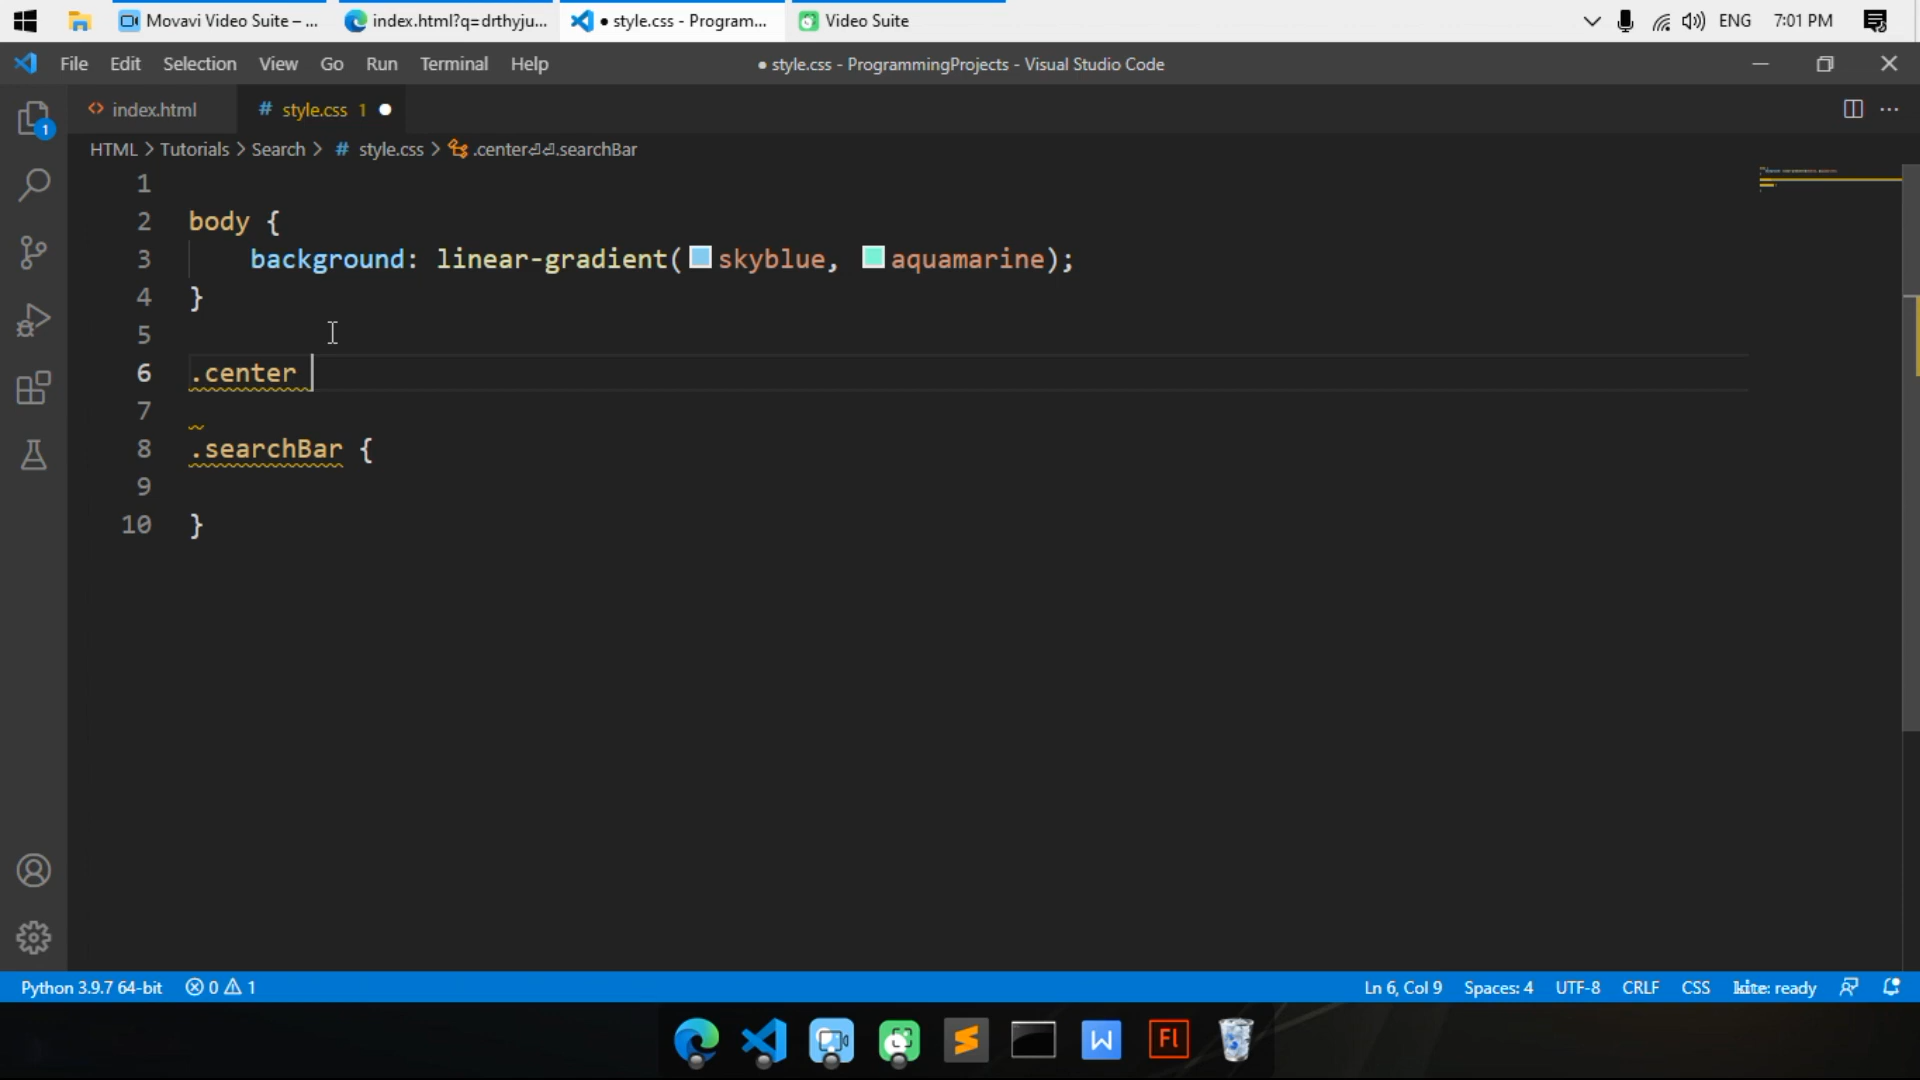 Movavi Video Suite – ...
index.html?q=drthyju...
● style.css - Program...
Video Suite
ENG
7:01 PM
File Edit Selection View Go Run Terminal Help
● style.css - ProgrammingProjects - Visual Studio Code
1
<> index.html
# style.css 1 ●
HTML > Tutorials > Search > # style.css > .center⏎⏎.searchBar
1
2 body {
3 background: linear-gradient(skyblue, aquamarine);
4 }
5
6 .center
7
8 .searchBar {
9
10 }
Python 3.9.7 64-bit
0 1
Ln 6, Col 9
Spaces: 4
UTF-8
CRLF
CSS
kite: ready
W
Fl